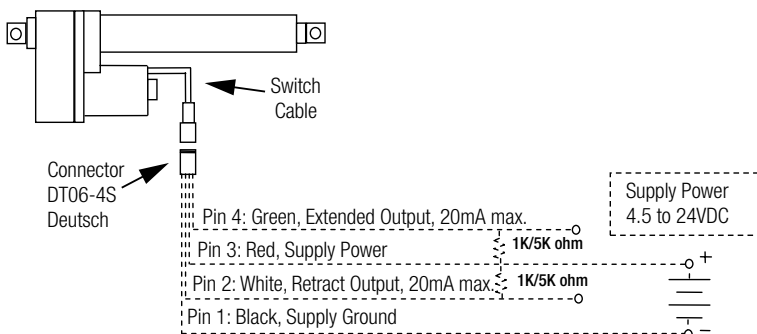 Switch
Cable
Connector
DT06-4S
Deutsch
Supply Power
4.5 to 24VDC
Pin 4: Green, Extended Output, 20mA max.
1K/5K ohm
Pin 3: Red, Supply Power
+
Pin 2: White, Retract Output, 20mA max.
1K/5K ohm
Pin 1: Black, Supply Ground
–